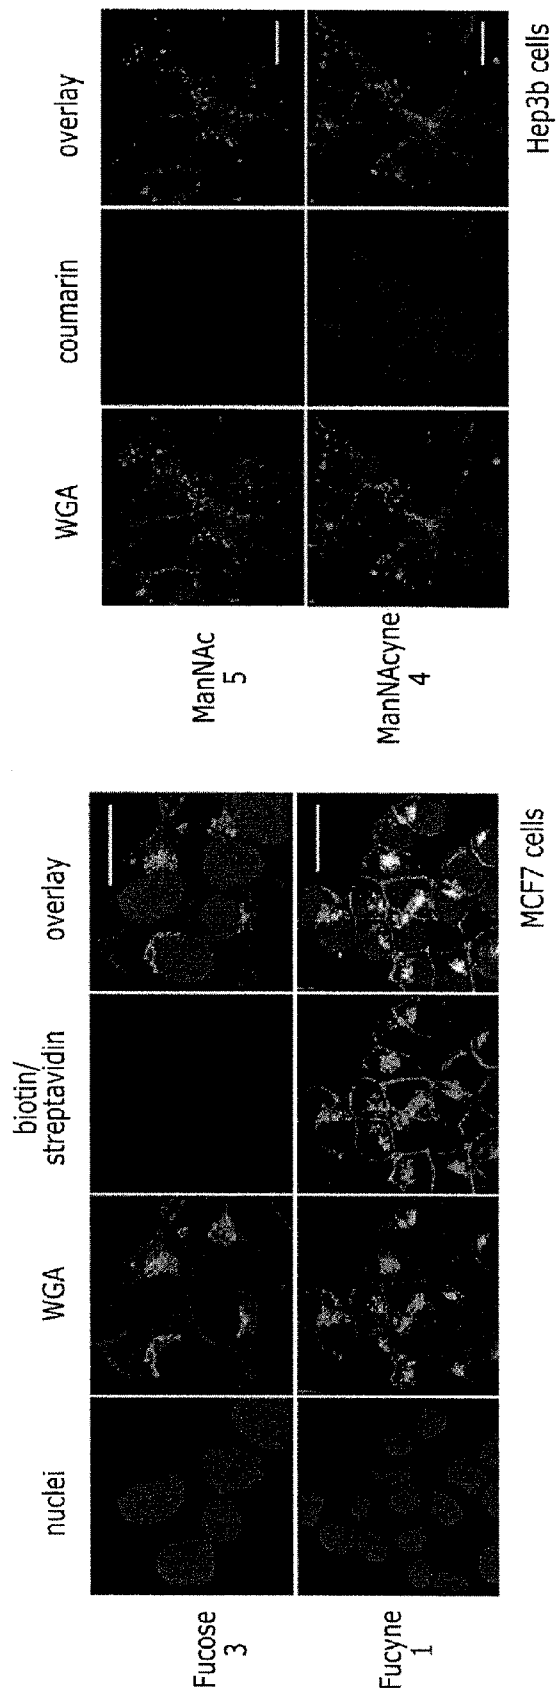 nuclei
WGA
biotin/
streptavidin
overlay
Fucose
3
Fucyne
1
MCF7 cells
WGA
coumarin
overlay
ManNAc
5
ManNAcyne
4
Hep3b cells